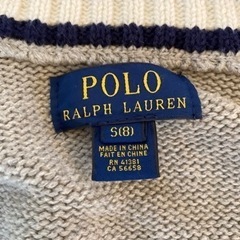 POLO
RALPH LAUREN
S(8)
MADE IN CHINA
FAIT EN CHINE
RN 41381
CA 56658